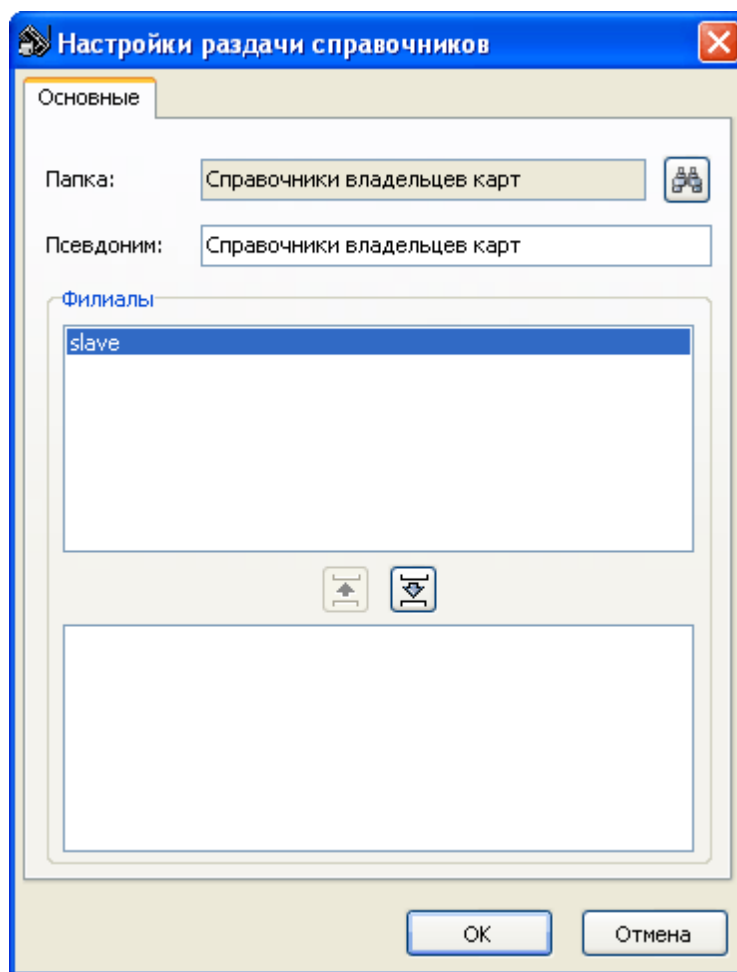 Настройки раздачи справочников
Основные
Папка: Справочники владельцев карт
Псевдоним: Справочники владельцев карт
Филиалы
slave
OK Отмена